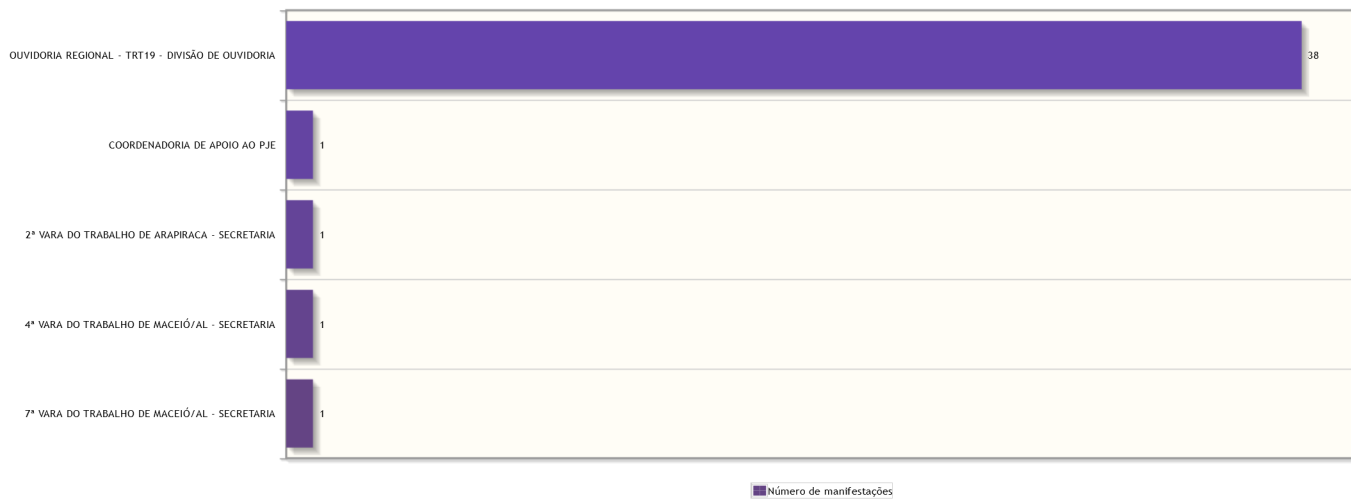 OUVIDORIA REGIONAL - TRT19 - DIVISÃO DE OUVIDORIA
38
COORDENADORIA DE APOIO AO PJE
1
2ª VARA DO TRABALHO DE ARAPIRACA - SECRETARIA
1
4ª VARA DO TRABALHO DE MACEIÓ/AL - SECRETARIA
1
7ª VARA DO TRABALHO DE MACEIÓ/AL - SECRETARIA
1
Número de manifestações